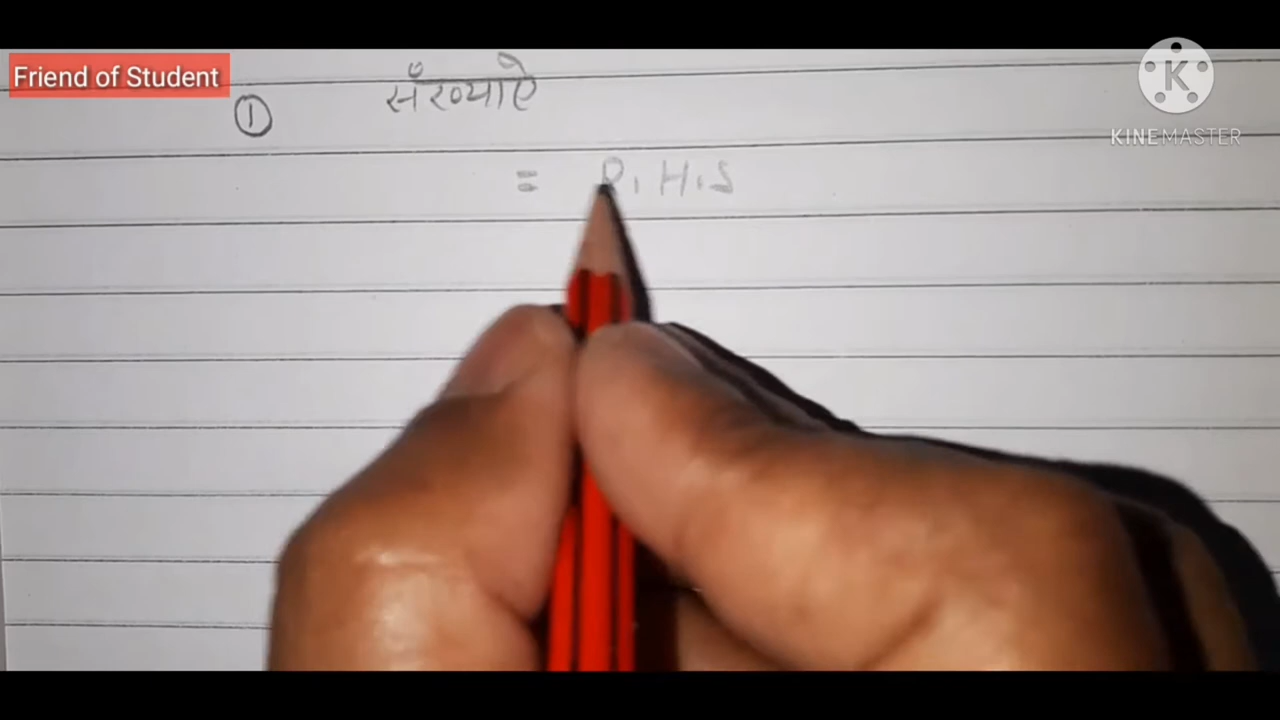 Friend of Student
① सँख्याऐ
= R.H.S
K
KINEMASTER